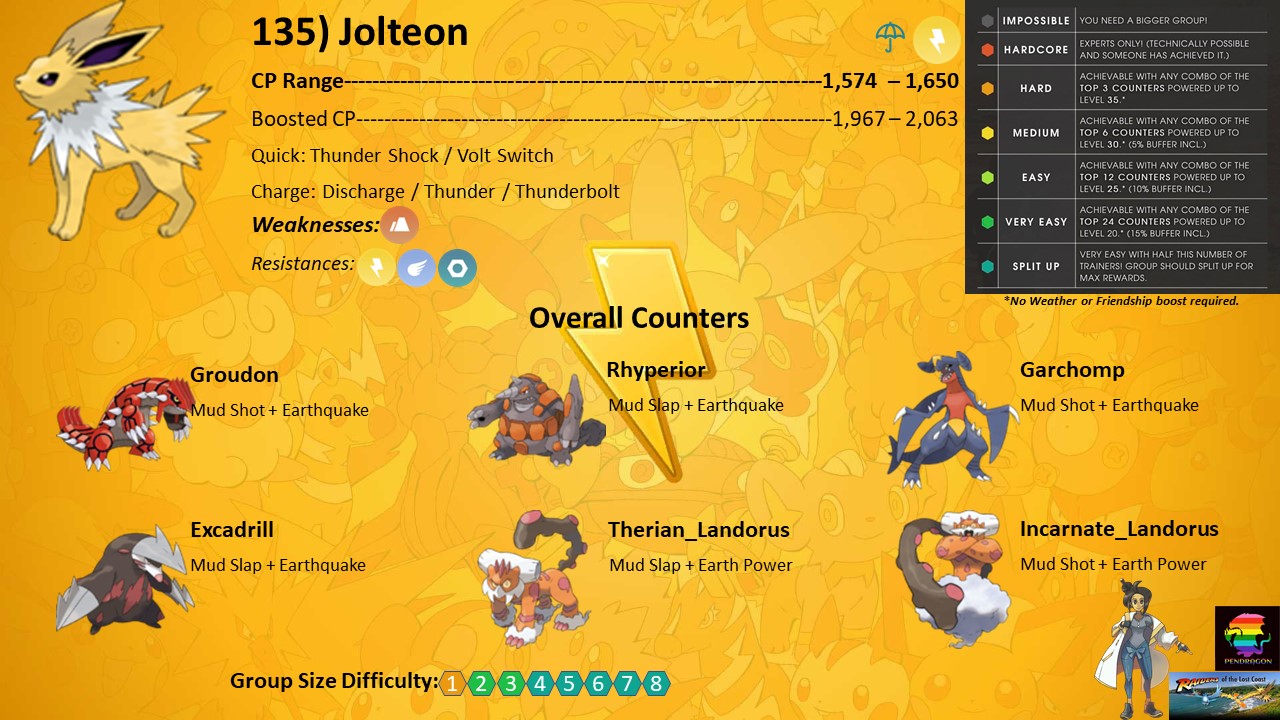 135) Jolteon
CP Range--------------------------------------------------------------------1,574 – 1,650
Boosted CP--------------------------------------------------------------------1,967 – 2,063
Quick: Thunder Shock / Volt Switch
Charge: Discharge / Thunder / Thunderbolt
Weaknesses:
Resistances:
IMPOSSIBLE YOU NEED A BIGGER GROUP!
HARDCORE EXPERTS ONLY! (TECHNICALLY POSSIBLE
AND SOMEONE HAS ACHIEVED IT.)
HARD ACHIEVABLE WITH ANY COMBO OF THE
TOP 3 COUNTERS POWERED UP TO
LEVEL 35.*
MEDIUM ACHIEVABLE WITH ANY COMBO OF THE
TOP 6 COUNTERS POWERED UP TO
LEVEL 30.* (5% BUFFER INCL.)
EASY ACHIEVABLE WITH ANY COMBO OF THE
TOP 12 COUNTERS POWERED UP TO
LEVEL 25.* (10% BUFFER INCL.)
VERY EASY ACHIEVABLE WITH ANY COMBO OF THE
TOP 24 COUNTERS POWERED UP TO
LEVEL 20.* (15% BUFFER INCL.)
SPLIT UP VERY EASY WITH HALF THIS NUMBER OF
TRAINERS! GROUP SHOULD SPLIT UP FOR
MAX REWARDS.
*No Weather or Friendship boost required.
Overall Counters
Groudon
Mud Shot + Earthquake
Rhyperior
Mud Slap + Earthquake
Garchomp
Mud Shot + Earthquake
Excadrill
Mud Slap + Earthquake
Therian_Landorus
Mud Slap + Earth Power
Incarnate_Landorus
Mud Shot + Earth Power
Group Size Difficulty: 1 2 3 4 5 6 7 8
PENDRAGON
RAIDERS of the Lost Coast